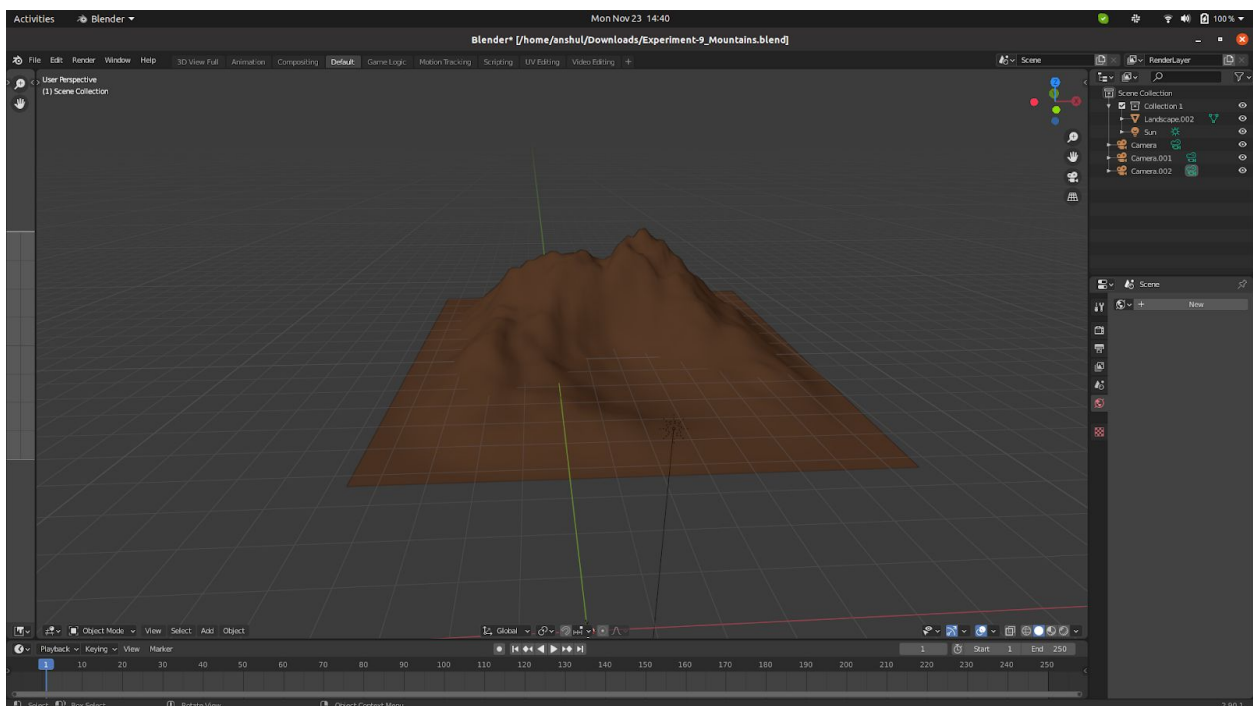 Activities Blender Mon Nov 23 14:40 100 %
Blender* [/home/anshul/Downloads/Experiment-9_Mountains.blend]
File Edit Render Window Help 3D View Full Animation Compositing Default Game Logic Motion Tracking Scripting UV Editing Video Editing + Scene RenderLayer
User Perspective
(1) Scene Collection
Z
X
Scene Collection
Collection 1
Landscape.002
Sun
Camera
Camera.001
Camera.002
Scene
+ New
Object Mode View Select Add Object Global
Playback Keying View Marker 1 Start 1 End 250
1 10 20 30 40 50 60 70 80 90 100 110 120 130 140 150 160 170 180 190 200 210 220 230 240 250
Select Box Select Rotate View Object Context Menu 2.90.1